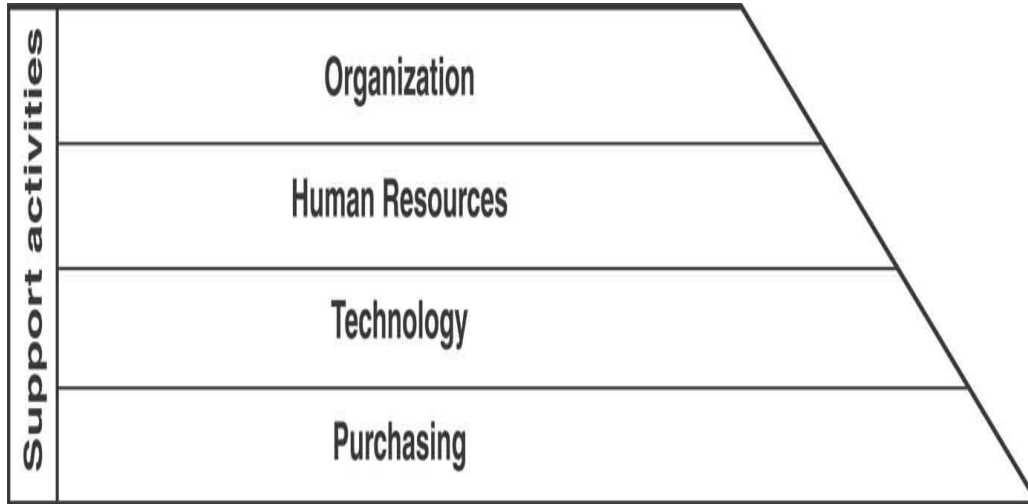 Support activities
Organization
Human Resources
Technology
Purchasing